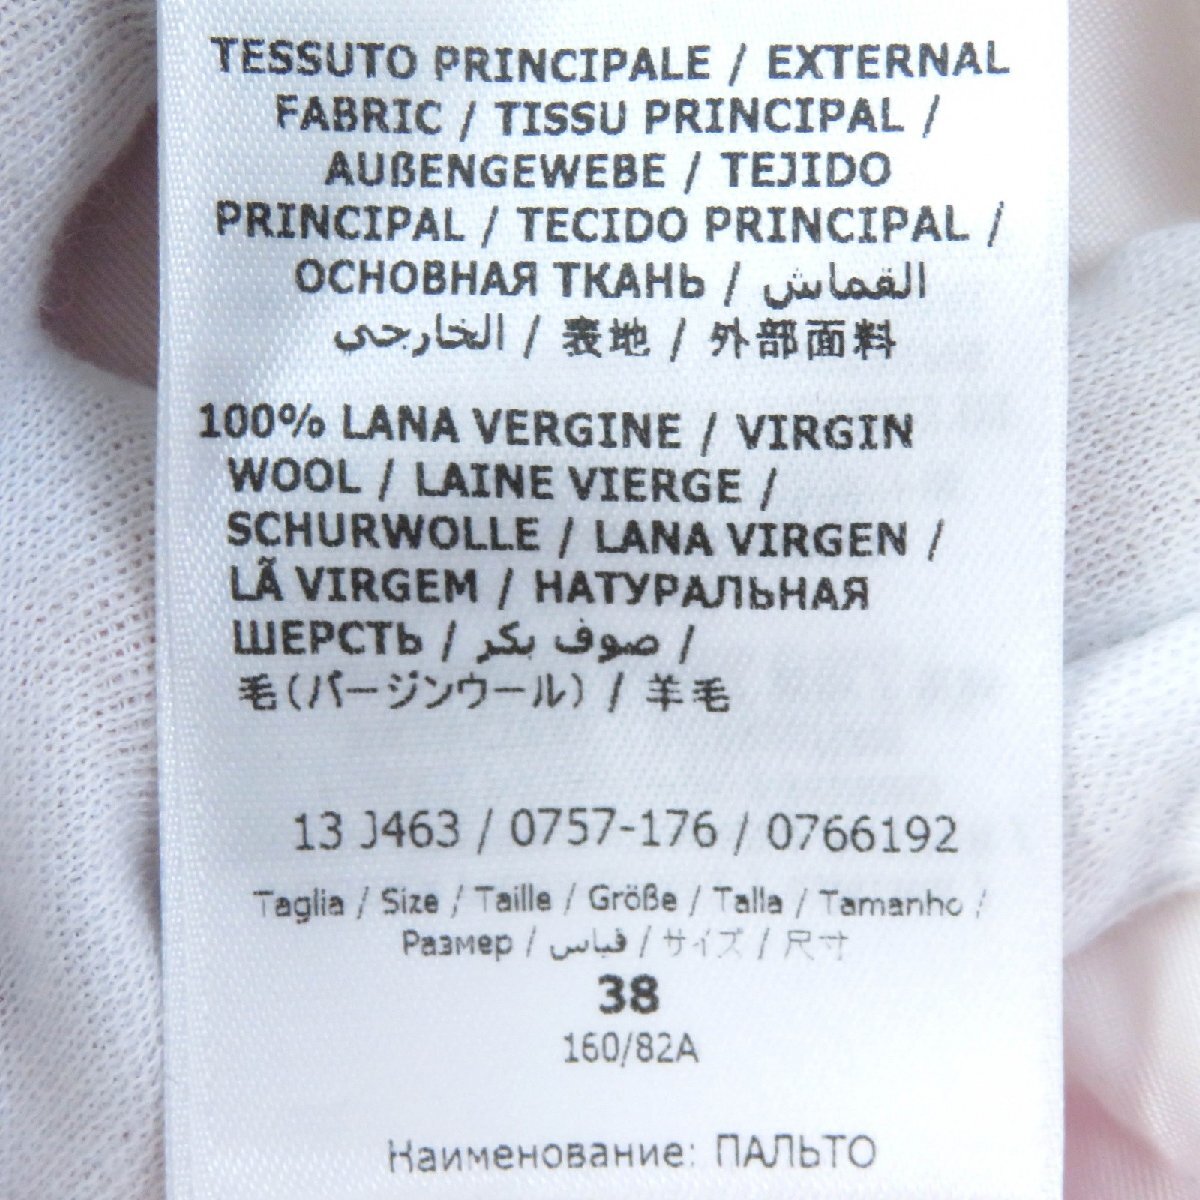 TESSUTO PRINCIPALE / EXTERNAL
FABRIC / TISSU PRINCIPAL /
AUßENGEWEBE / TEJIDO
PRINCIPAL / TECIDO PRINCIPAL /
ОСНОВНАЯ ТКАНЬ / القماش
الخارجي / 表地 / 外部面料
100% LANA VERGINE / VIRGIN
WOOL / LAINE VIERGE /
SCHURWOLLE / LANA VIRGEN /
LÃ VIRGEM / НАТУРАЛЬНАЯ
ШЕРСТЬ / صوف بكر /
毛(バージンウール) / 羊毛
13 J463 / 0757-176 / 0766192
Taglia / Size / Taille / Größe / Talla / Tamanho /
Размер / قياس / サイズ / 尺寸
38
160/82A
Наименование: ПАЛЬТО